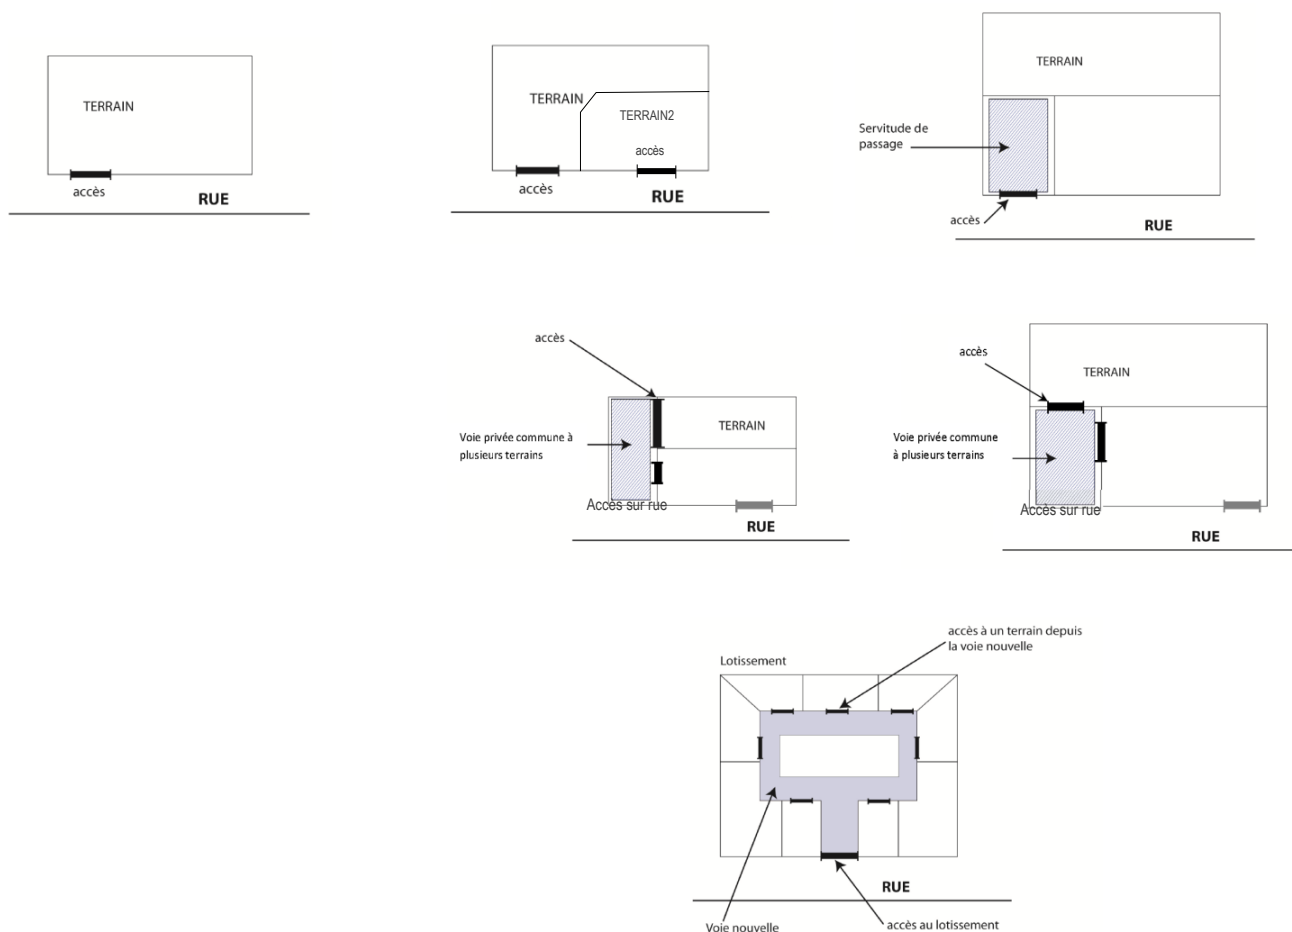 TERRAIN
accès
RUE
TERRAIN
TERRAIN2
accès
accès
RUE
TERRAIN
Servitude de
passage
accès
RUE
accès
TERRAIN
Voie privée commune à
plusieurs terrains
Accès sur rue
RUE
accès
TERRAIN
Voie privée commune
à plusieurs terrains
Accès sur rue
RUE
accès à un terrain depuis
la voie nouvelle
Lotissement
RUE
Voie nouvelle
accès au lotissement